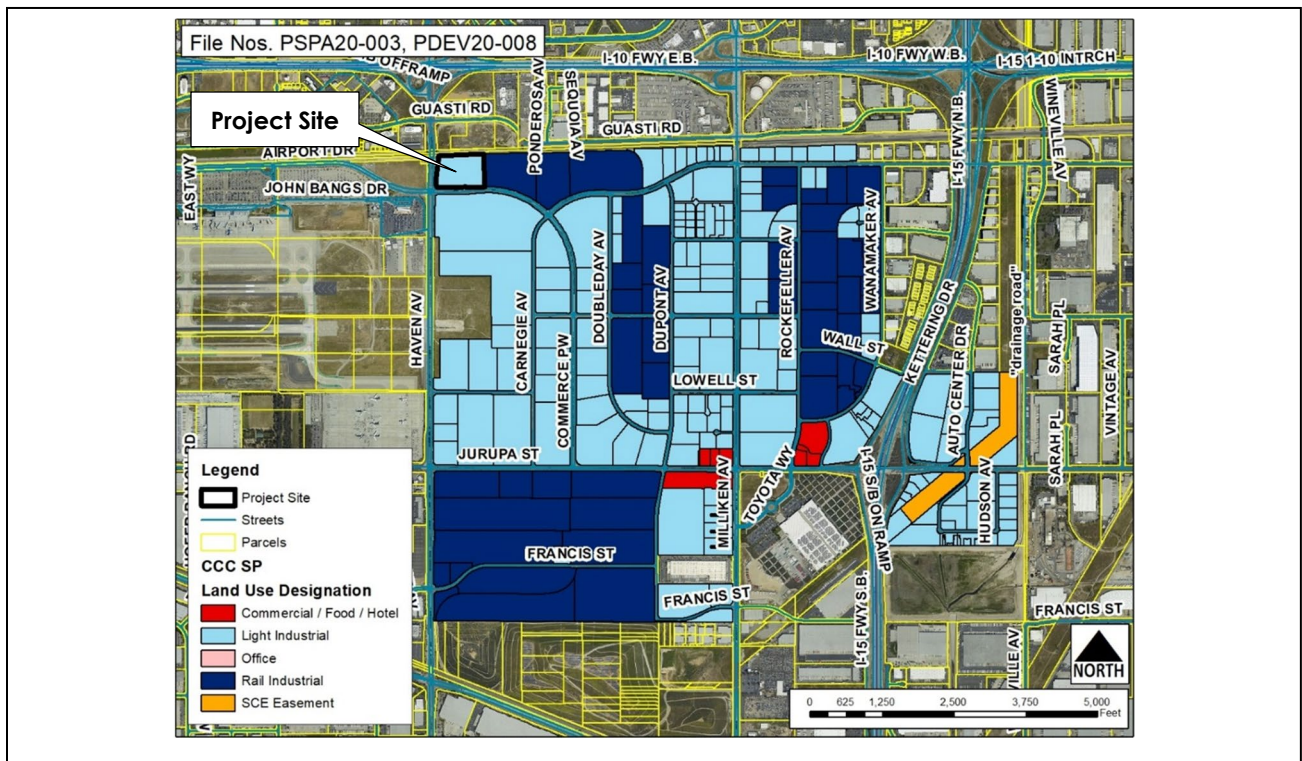 File Nos. PSPA20-003, PDEV20-008
I-10 FWY E.B.
I-10 FWY W.B.
I-15 1-10 INTRCH
OFFRAMP
PONDEROSA AV
SEQUOIA AV
GUASTI RD
GUASTI RD
Project Site
AIRPORT DR
JOHN BANGS DR
EAST WY
HAVEN AV
CARNEGIE AV
COMMERCE PW
DOUBLEDAY AV
DUPONT AV
ROCKEFELLER AV
WANAMAKER AV
I-15 FWY N.B.
WINEVILLE AV
KETTERING DR
"drainage road"
SARAH PL
VINTAGE AV
WALL ST
LOWELL ST
AUTO CENTER DR
SARAH PL
JURUPA ST
MILLIKEN AV
TOYOTA WY
I-15 S/B ON RAMP
HUDSON AV
FRANCIS ST
FRANCIS ST
I-15 FWY S.B.
FRANCIS ST
Legend
Project Site
Streets
Parcels
CCC SP
Land Use Designation
Commercial / Food / Hotel
Light Industrial
Office
Rail Industrial
SCE Easement
NORTH
0 625 1,250 2,500 3,750 5,000
Feet